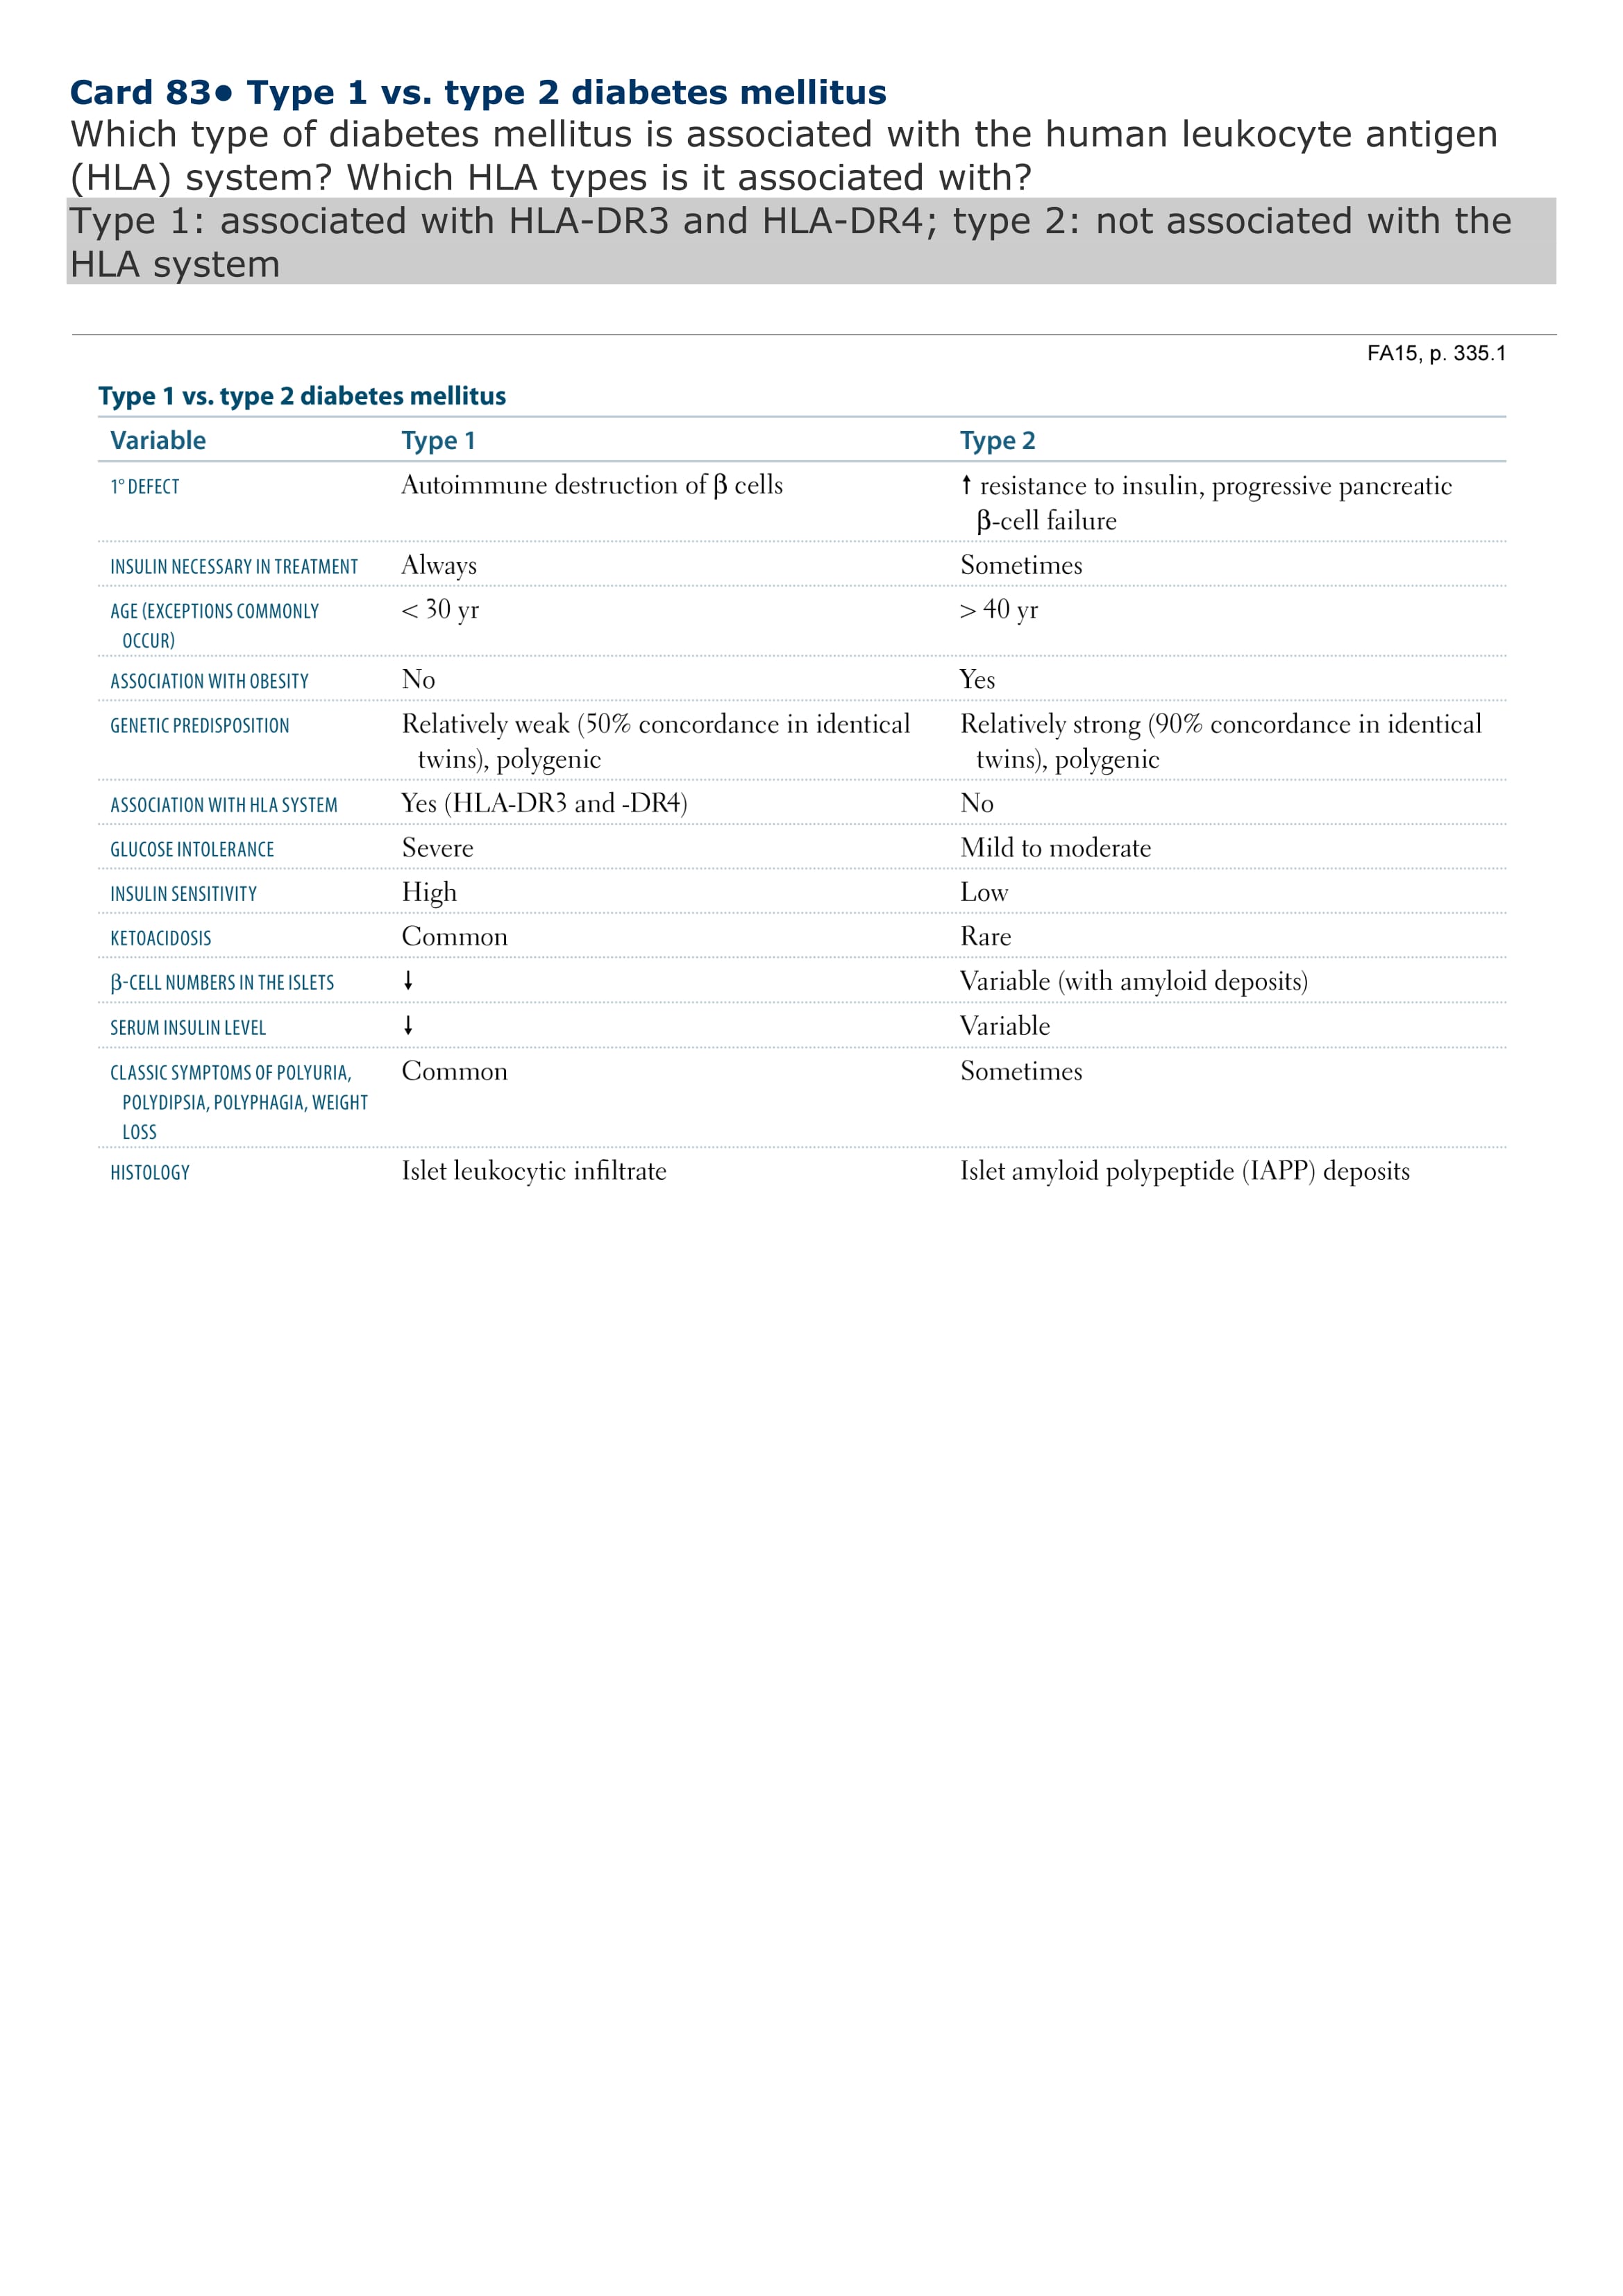 Card 83● Type 1 vs. type 2 diabetes mellitus
Which type of diabetes mellitus is associated with the human leukocyte antigen
(HLA) system? Which HLA types is it associated with?
Type 1: associated with HLA-DR3 and HLA-DR4; type 2: not associated with the
HLA system
FA15, p. 335.1
Type 1 vs. type 2 diabetes mellitus
Variable Type 1 Type 2
1° DEFECT Autoimmune destruction of β cells ↑ resistance to insulin, progressive pancreatic
β-cell failure
INSULIN NECESSARY IN TREATMENT Always Sometimes
AGE (EXCEPTIONS COMMONLY < 30 yr > 40 yr
OCCUR)
ASSOCIATION WITH OBESITY No Yes
GENETIC PREDISPOSITION Relatively weak (50% concordance in identical Relatively strong (90% concordance in identical
twins), polygenic twins), polygenic
ASSOCIATION WITH HLA SYSTEM Yes (HLA-DR3 and -DR4) No
GLUCOSE INTOLERANCE Severe Mild to moderate
INSULIN SENSITIVITY High Low
KETOACIDOSIS Common Rare
β-CELL NUMBERS IN THE ISLETS ↓ Variable (with amyloid deposits)
SERUM INSULIN LEVEL ↓ Variable
CLASSIC SYMPTOMS OF POLYURIA, Common Sometimes
POLYDIPSIA, POLYPHAGIA, WEIGHT
LOSS
HISTOLOGY Islet leukocytic infiltrate Islet amyloid polypeptide (IAPP) deposits